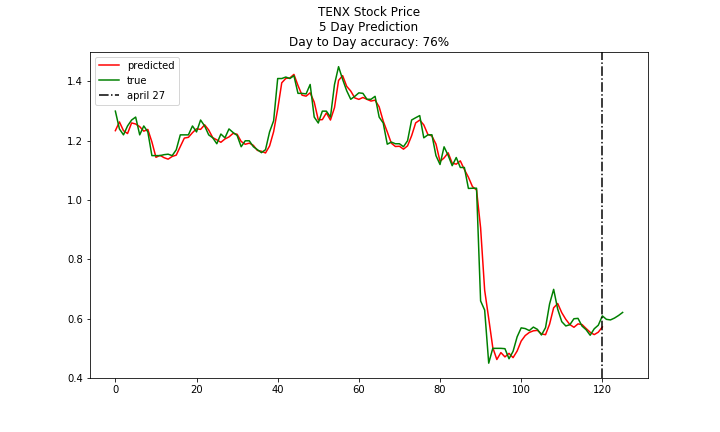 TENX Stock Price
5 Day Prediction
Day to Day accuracy: 76%
predicted
true
april 27
1.4
1.2
1.0
0.8
0.6
0.4
0
20
40
60
80
100
120